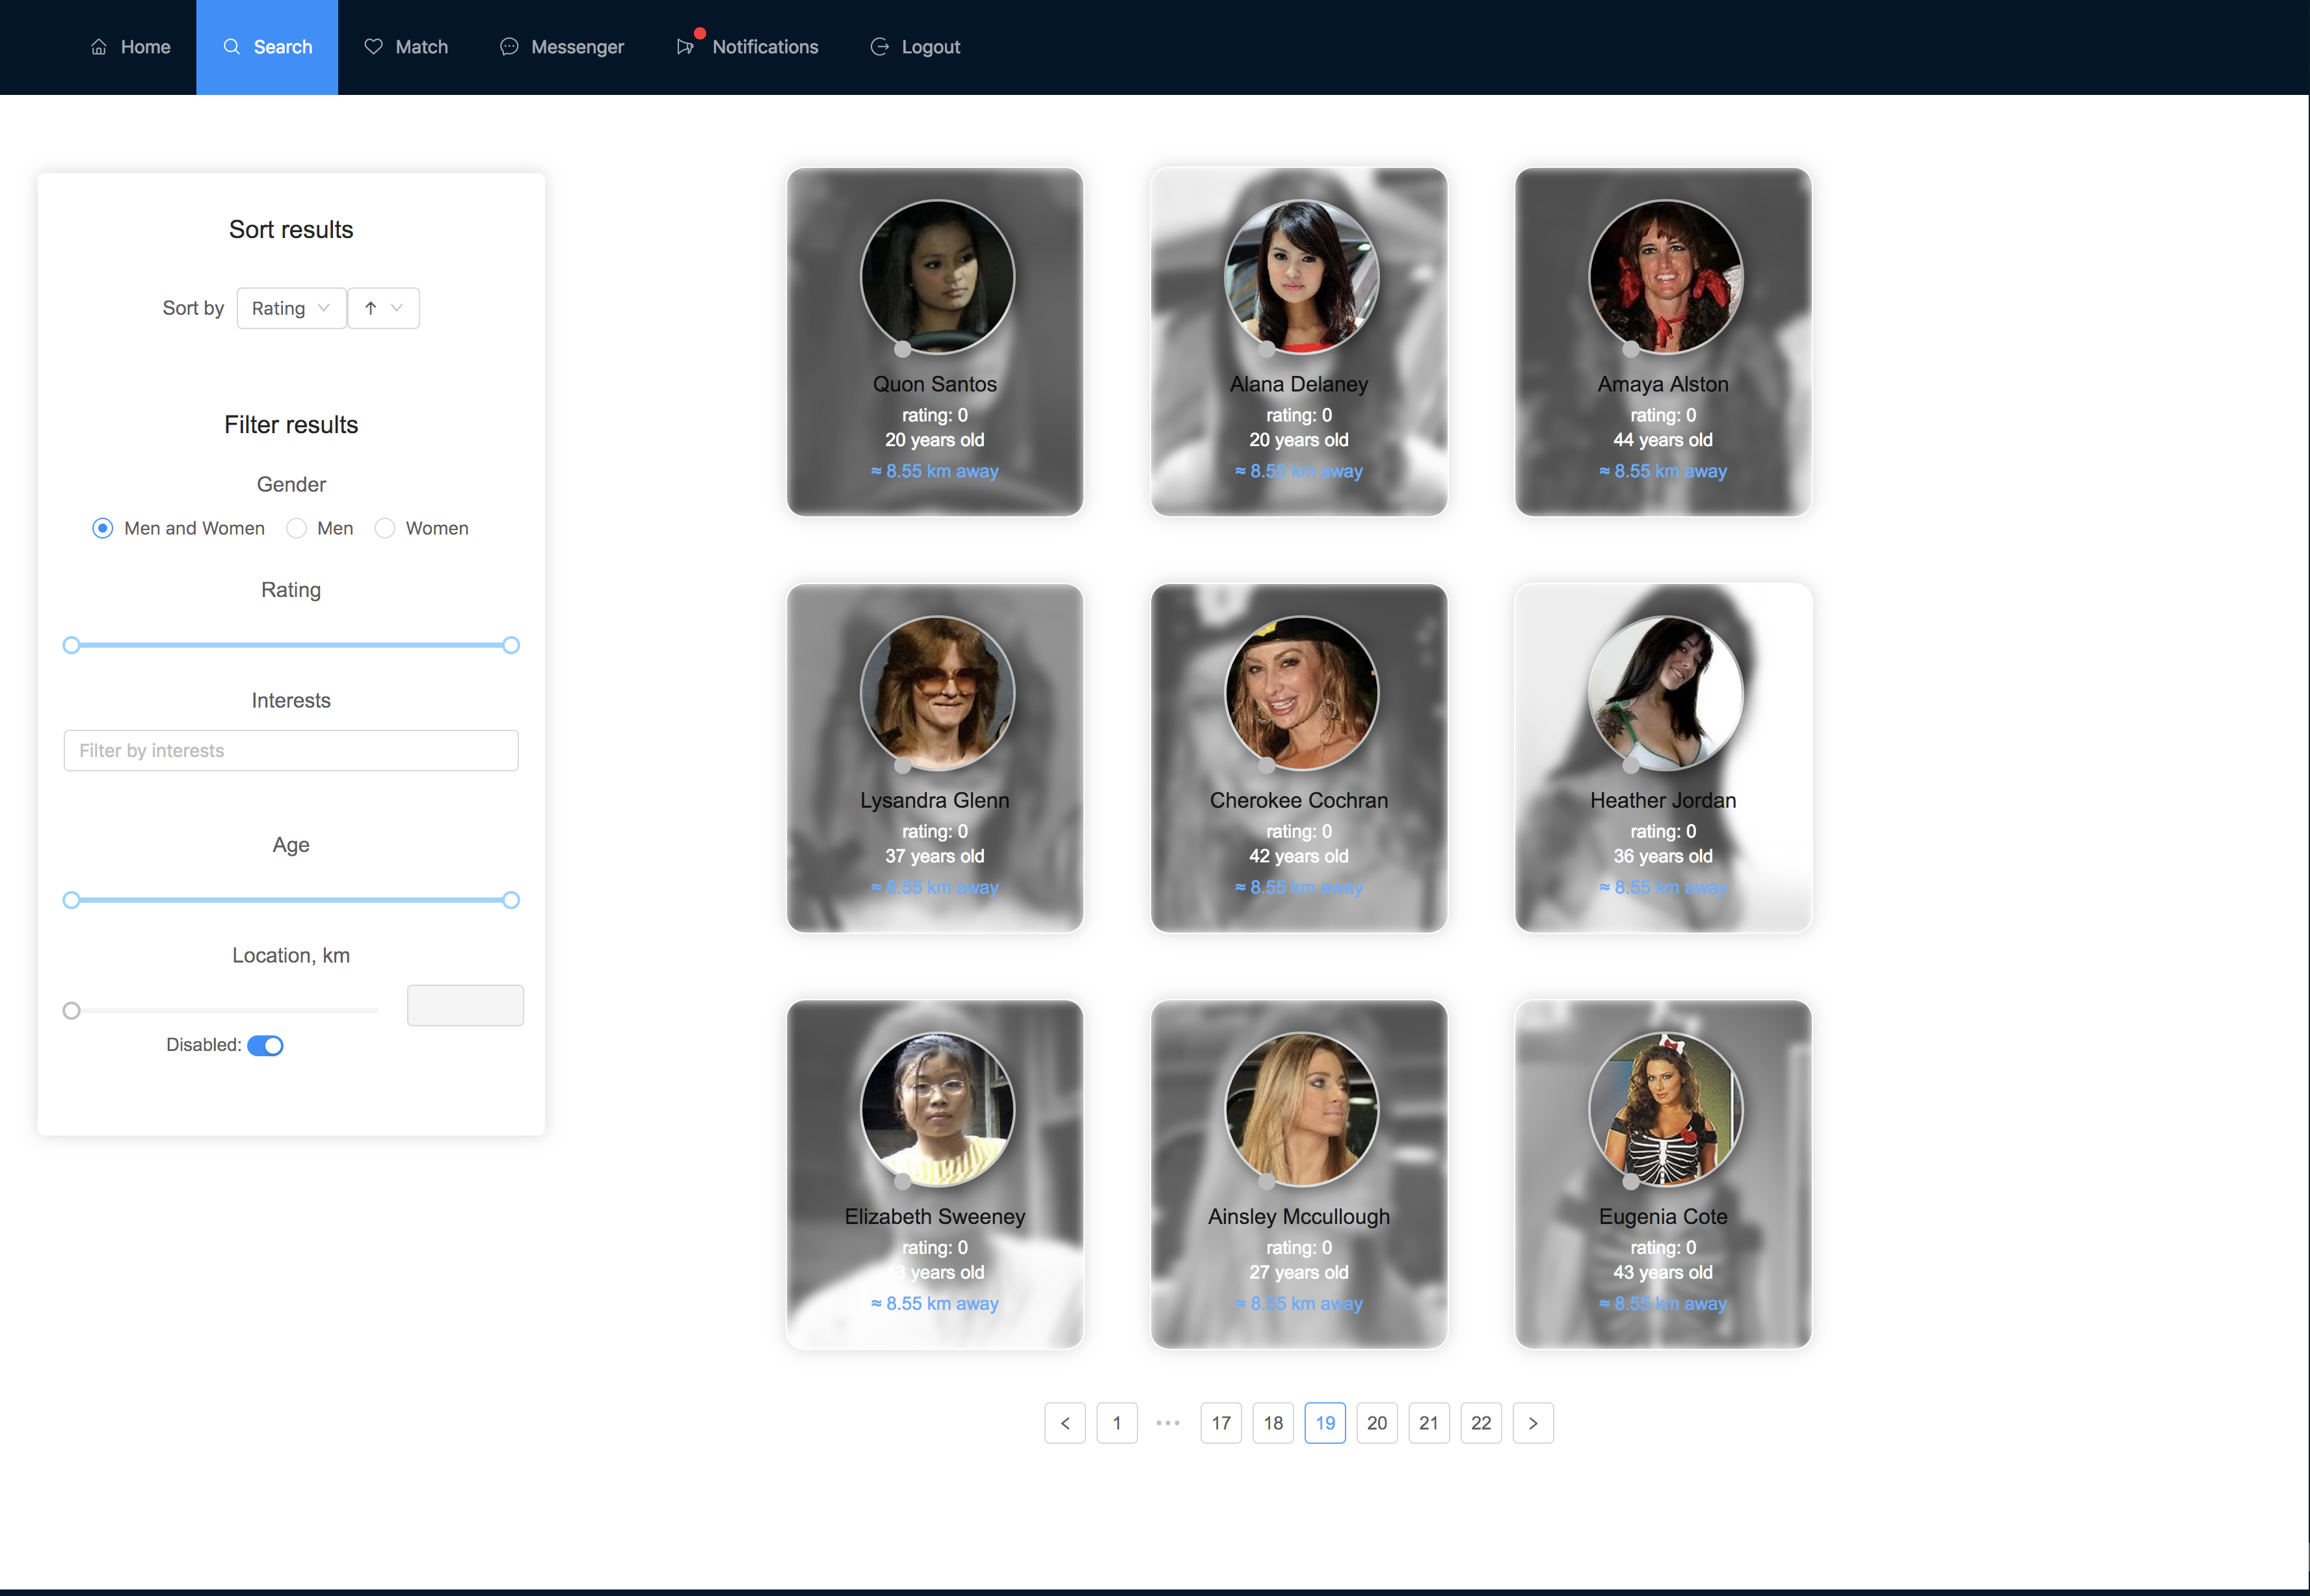 Home Search Match Messenger Notifications Logout
Sort results
Sort by Rating
Filter results
Gender
Men and Women Men Women
Rating
Interests
Filter by interests
Age
Location, km
Disabled:
Quon Santos
rating: 0
20 years old
≈ 8.55 km away
Alana Delaney
rating: 0
20 years old
≈ 8.55 km away
Amaya Alston
rating: 0
44 years old
≈ 8.55 km away
Lysandra Glenn
rating: 0
37 years old
≈ 8.55 km away
Cherokee Cochran
rating: 0
42 years old
≈ 8.55 km away
Heather Jordan
rating: 0
36 years old
≈ 8.55 km away
Elizabeth Sweeney
rating: 0
years old
≈ 8.55 km away
Ainsley Mccullough
rating: 0
27 years old
≈ 8.55 km away
Eugenia Cote
rating: 0
43 years old
≈ 8.55 km away
< 1 ••• 17 18 19 20 21 22 >